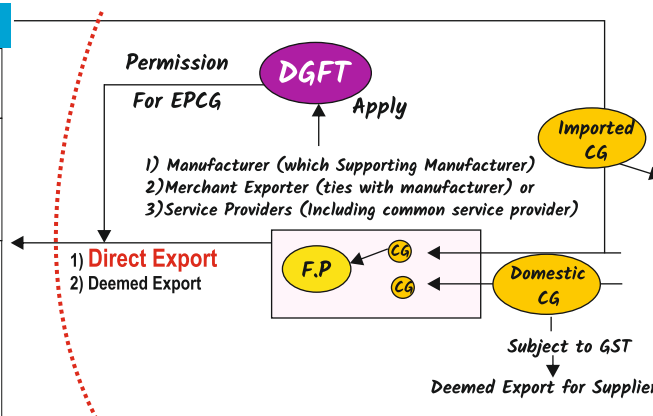 Permission
DGFT
For EPCG
Apply
Imported
CG
1) Manufacturer (which Supporting Manufacturer)
2)Merchant Exporter (ties with manufacturer) or
3)Service Providers (Including common service provider)
1) Direct Export
2) Deemed Export
F.P
CG
CG
Domestic
CG
Subject to GST
Deemed Export for Supplier